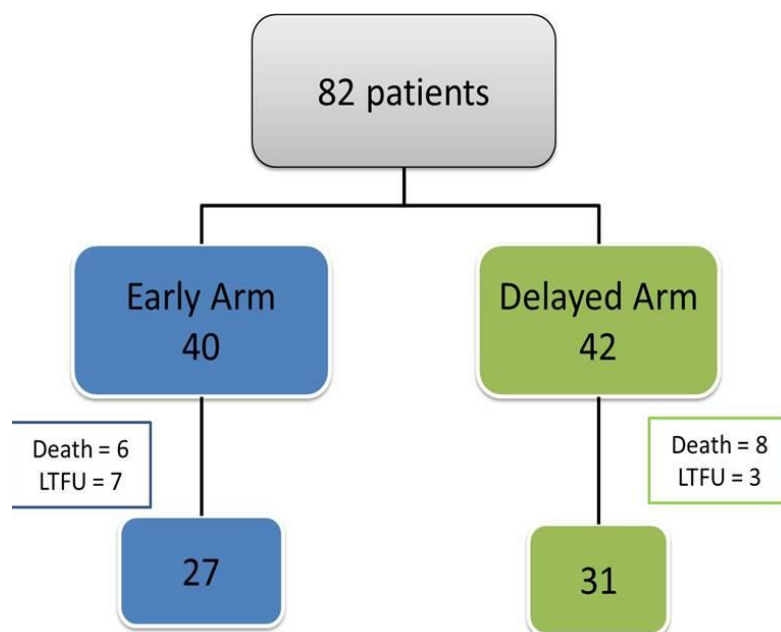 82 patients
Early Arm
40
Delayed Arm
42
Death = 6
LTFU = 7
Death = 8
LTFU = 3
27
31